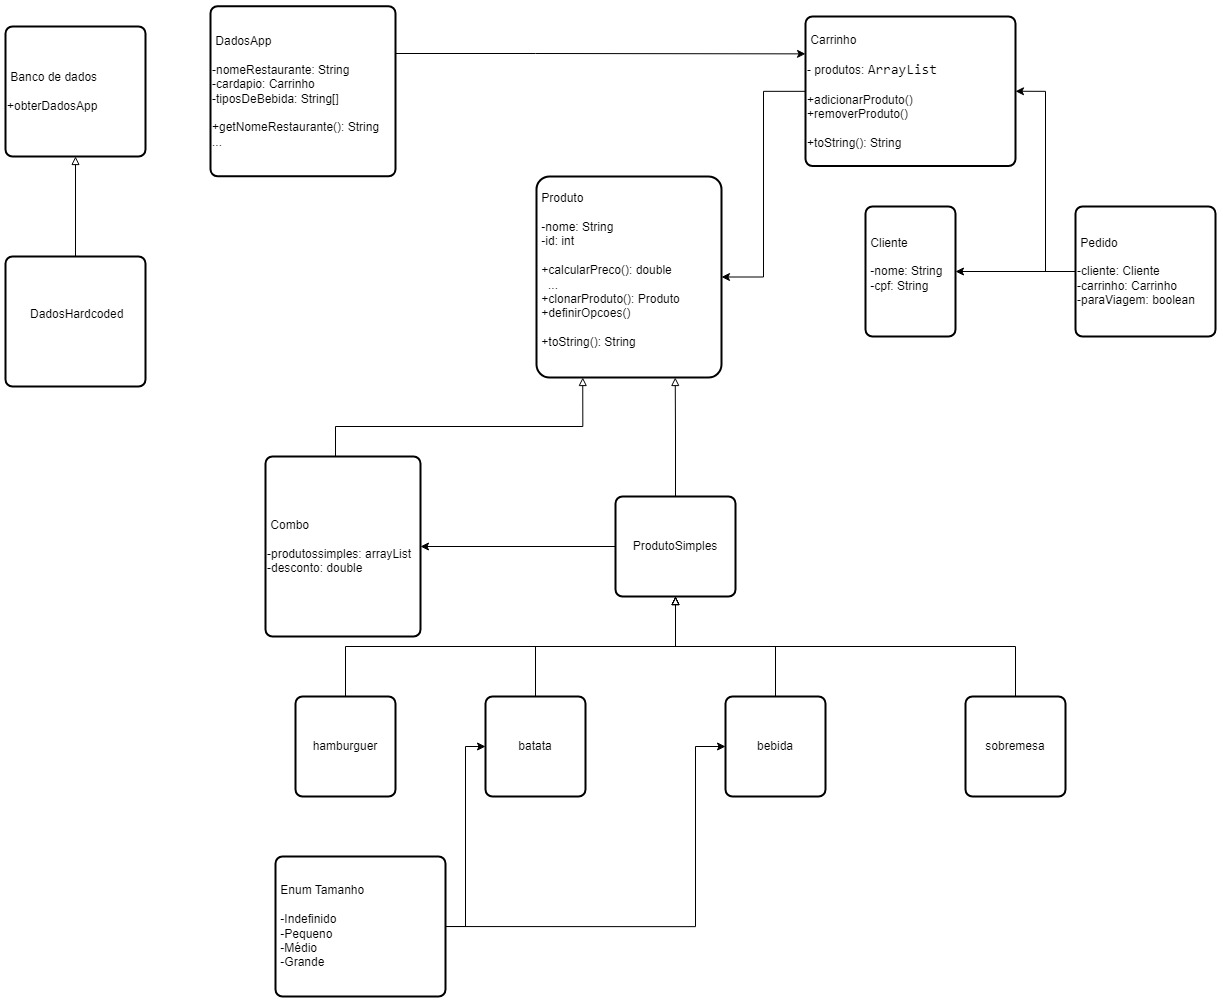 Banco de dados
+obterDadosApp
DadosHardcoded
DadosApp
-nomeRestaurante: String
-cardapio: Carrinho
-tiposDeBebida: String[]
+getNomeRestaurante(): String
...
Carrinho
- produtos: ArrayList
+adicionarProduto()
+removerProduto()
+toString(): String
Produto
-nome: String
-id: int
+calcularPreco(): double
...
+clonarProduto(): Produto
+definirOpcoes()
+toString(): String
Cliente
-nome: String
-cpf: String
Pedido
-cliente: Cliente
-carrinho: Carrinho
-paraViagem: boolean
Combo
-produtossimples: arrayList
-desconto: double
ProdutoSimples
hamburguer
batata
bebida
sobremesa
Enum Tamanho
-Indefinido
-Pequeno
-Médio
-Grande